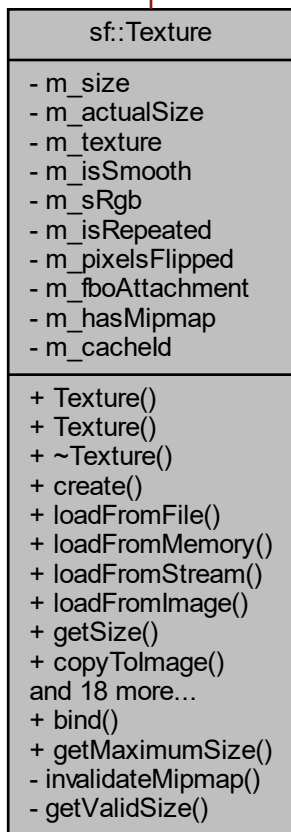 sf::Texture
- m_size
- m_actualSize
- m_texture
- m_isSmooth
- m_sRgb
- m_isRepeated
- m_pixelsFlipped
- m_fboAttachment
- m_hasMipmap
- m_cacheId
+ Texture()
+ Texture()
+ ~Texture()
+ create()
+ loadFromFile()
+ loadFromMemory()
+ loadFromStream()
+ loadFromImage()
+ getSize()
+ copyToImage()
and 18 more...
+ bind()
+ getMaximumSize()
- invalidateMipmap()
- getValidSize()